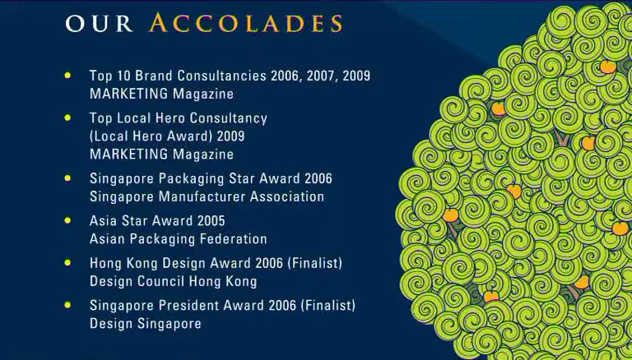 OUR ACCOLADES
Top 10 Brand Consultancies 2006, 2007, 2009
MARKETING Magazine
Top Local Hero Consultancy
(Local Hero Award) 2009
MARKETING Magazine
Singapore Packaging Star Award 2006
Singapore Manufacturer Association
Asia Star Award 2005
Asian Packaging Federation
Hong Kong Design Award 2006 (Finalist)
Design Council Hong Kong
Singapore President Award 2006 (Finalist)
Design Singapore